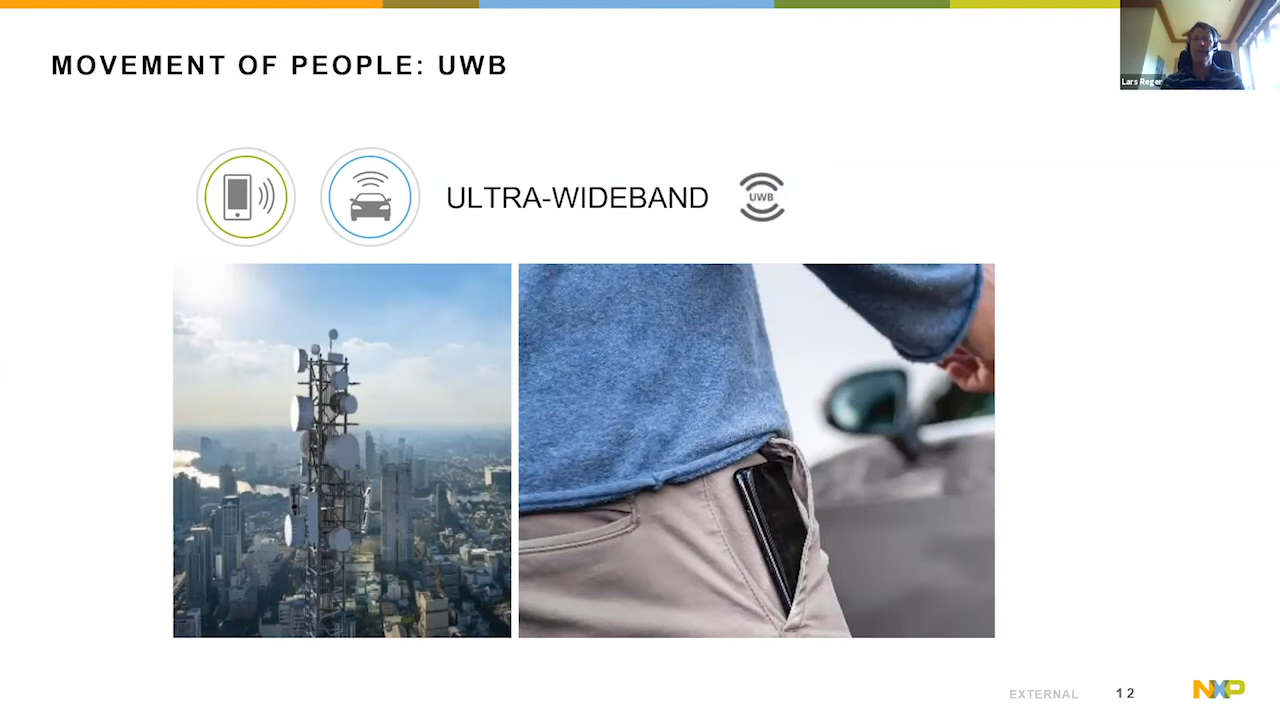 MOVEMENT OF PEOPLE: UWB
Lars Reger
ULTRA-WIDEBAND
UWB
EXTERNAL
12
NXP